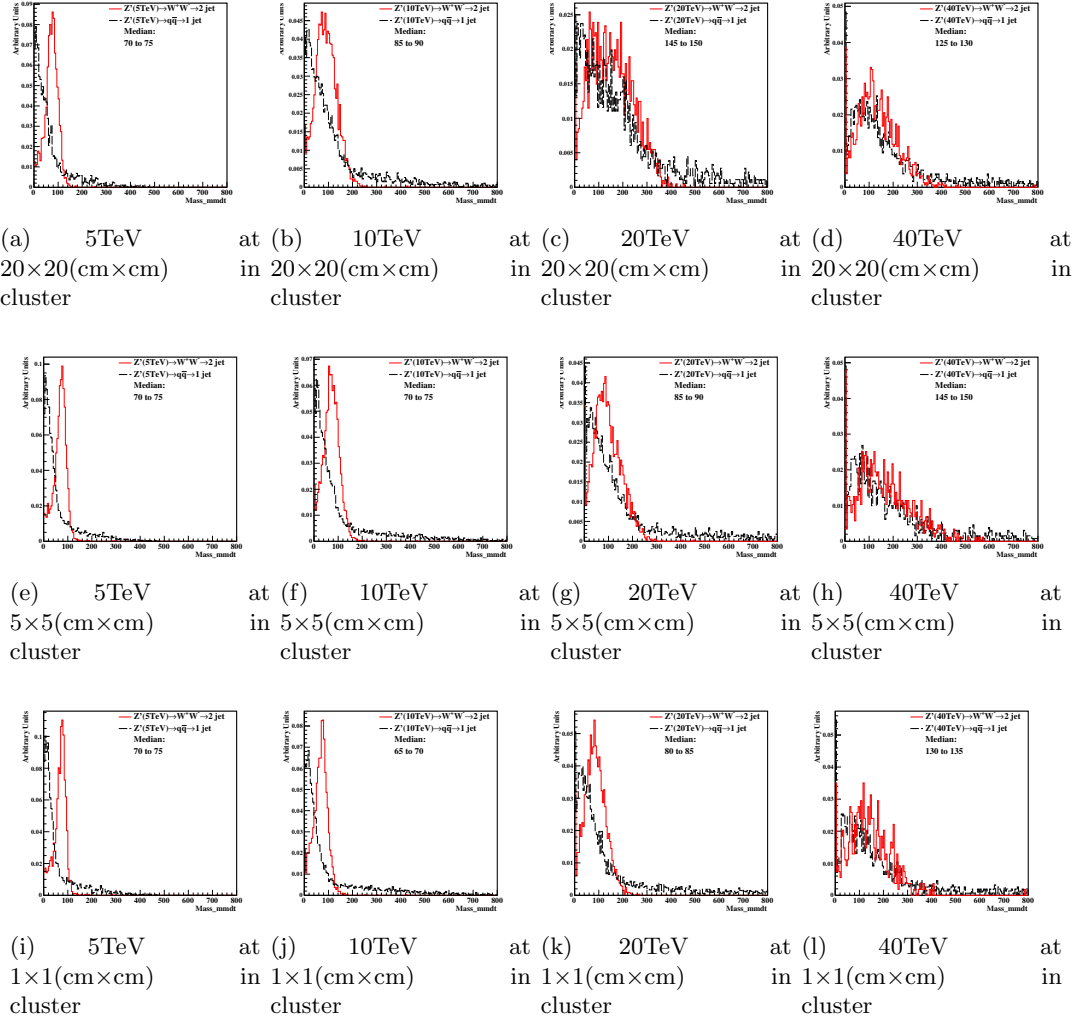 Z'(5TeV)→W⁺W⁻→2 jet
Z'(5TeV)→qq̄→1 jet
Median:
70 to 75
Arbitrary Units
Mass_mmdt
Z'(10TeV)→W⁺W⁻→2 jet
Z'(10TeV)→qq̄→1 jet
Median:
85 to 90
Arbitrary Units
Mass_mmdt
Z'(20TeV)→W⁺W⁻→2 jet
Z'(20TeV)→qq̄→1 jet
Median:
145 to 150
Arbitrary Units
Mass_mmdt
Z'(40TeV)→W⁺W⁻→2 jet
Z'(40TeV)→qq̄→1 jet
Median:
125 to 130
Arbitrary Units
Mass_mmdt
(a) 5TeV at
20×20(cm×cm) in
cluster
(b) 10TeV at
20×20(cm×cm) in
cluster
(c) 20TeV at
20×20(cm×cm) in
cluster
(d) 40TeV at
20×20(cm×cm) in
cluster
Z'(5TeV)→W⁺W⁻→2 jet
Z'(5TeV)→qq̄→1 jet
Median:
70 to 75
Arbitrary Units
Mass_mmdt
Z'(10TeV)→W⁺W⁻→2 jet
Z'(10TeV)→qq̄→1 jet
Median:
70 to 75
Arbitrary Units
Mass_mmdt
Z'(20TeV)→W⁺W⁻→2 jet
Z'(20TeV)→qq̄→1 jet
Median:
85 to 90
Arbitrary Units
Mass_mmdt
Z'(40TeV)→W⁺W⁻→2 jet
Z'(40TeV)→qq̄→1 jet
Median:
145 to 150
Arbitrary Units
Mass_mmdt
(e) 5TeV at
5×5(cm×cm) in
cluster
(f) 10TeV at
5×5(cm×cm) in
cluster
(g) 20TeV at
5×5(cm×cm) in
cluster
(h) 40TeV at
5×5(cm×cm) in
cluster
Z'(5TeV)→W⁺W⁻→2 jet
Z'(5TeV)→qq̄→1 jet
Median:
70 to 75
Arbitrary Units
Mass_mmdt
Z'(10TeV)→W⁺W⁻→2 jet
Z'(10TeV)→qq̄→1 jet
Median:
65 to 70
Arbitrary Units
Mass_mmdt
Z'(20TeV)→W⁺W⁻→2 jet
Z'(20TeV)→qq̄→1 jet
Median:
80 to 85
Arbitrary Units
Mass_mmdt
Z'(40TeV)→W⁺W⁻→2 jet
Z'(40TeV)→qq̄→1 jet
Median:
130 to 135
Arbitrary Units
Mass_mmdt
(i) 5TeV at
1×1(cm×cm) in
cluster
(j) 10TeV at
1×1(cm×cm) in
cluster
(k) 20TeV at
1×1(cm×cm) in
cluster
(l) 40TeV at
1×1(cm×cm) in
cluster